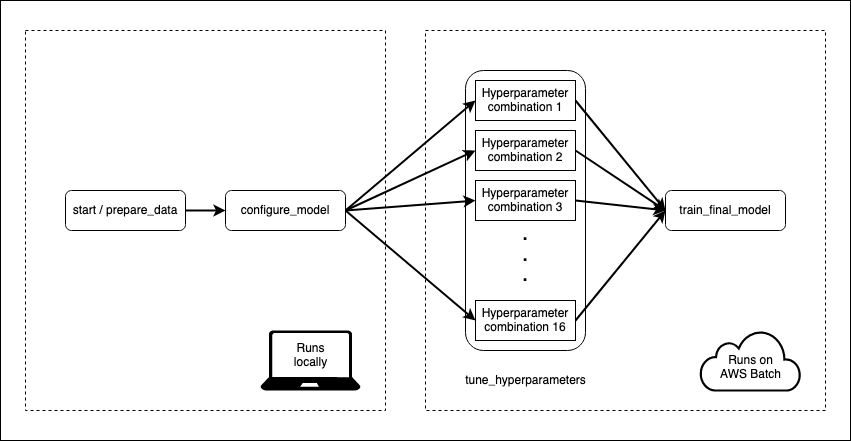 start / prepare_data
configure_model
Hyperparameter
combination 1
Hyperparameter
combination 2
Hyperparameter
combination 3
.
.
.
Hyperparameter
combination 16
tune_hyperparameters
train_final_model
Runs
locally
Runs on
AWS Batch